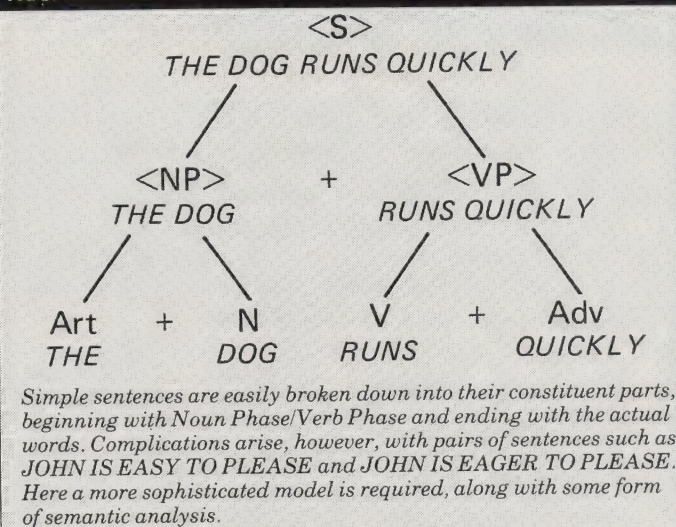 <S>
THE DOG RUNS QUICKLY
<NP> + <VP>
THE DOG RUNS QUICKLY
Art + N V + Adv
THE DOG RUNS QUICKLY
Simple sentences are easily broken down into their constituent parts,
beginning with Noun Phase/Verb Phase and ending with the actual
words. Complications arise, however, with pairs of sentences such as
JOHN IS EASY TO PLEASE and JOHN IS EAGER TO PLEASE.
Here a more sophisticated model is required, along with some form
of semantic analysis.